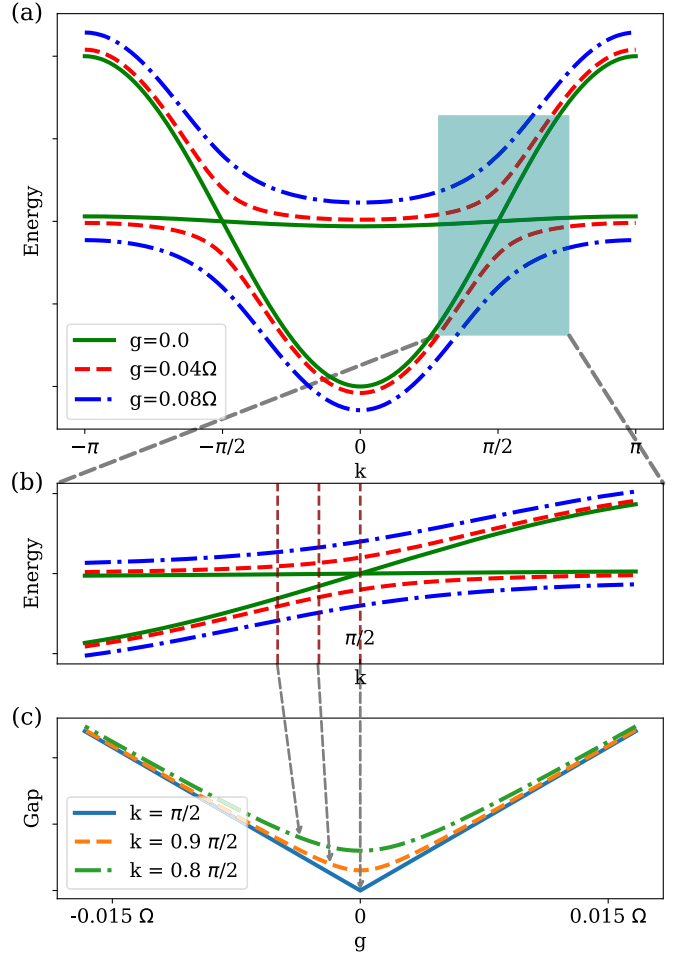 (a)
Energy
g=0.0
g=0.04Ω
g=0.08Ω
−π
−π/2
0
π/2
π
k
(b)
Energy
π/2
k
(c)
Gap
k = π/2
k = 0.9 π/2
k = 0.8 π/2
-0.015 Ω
0
0.015 Ω
g